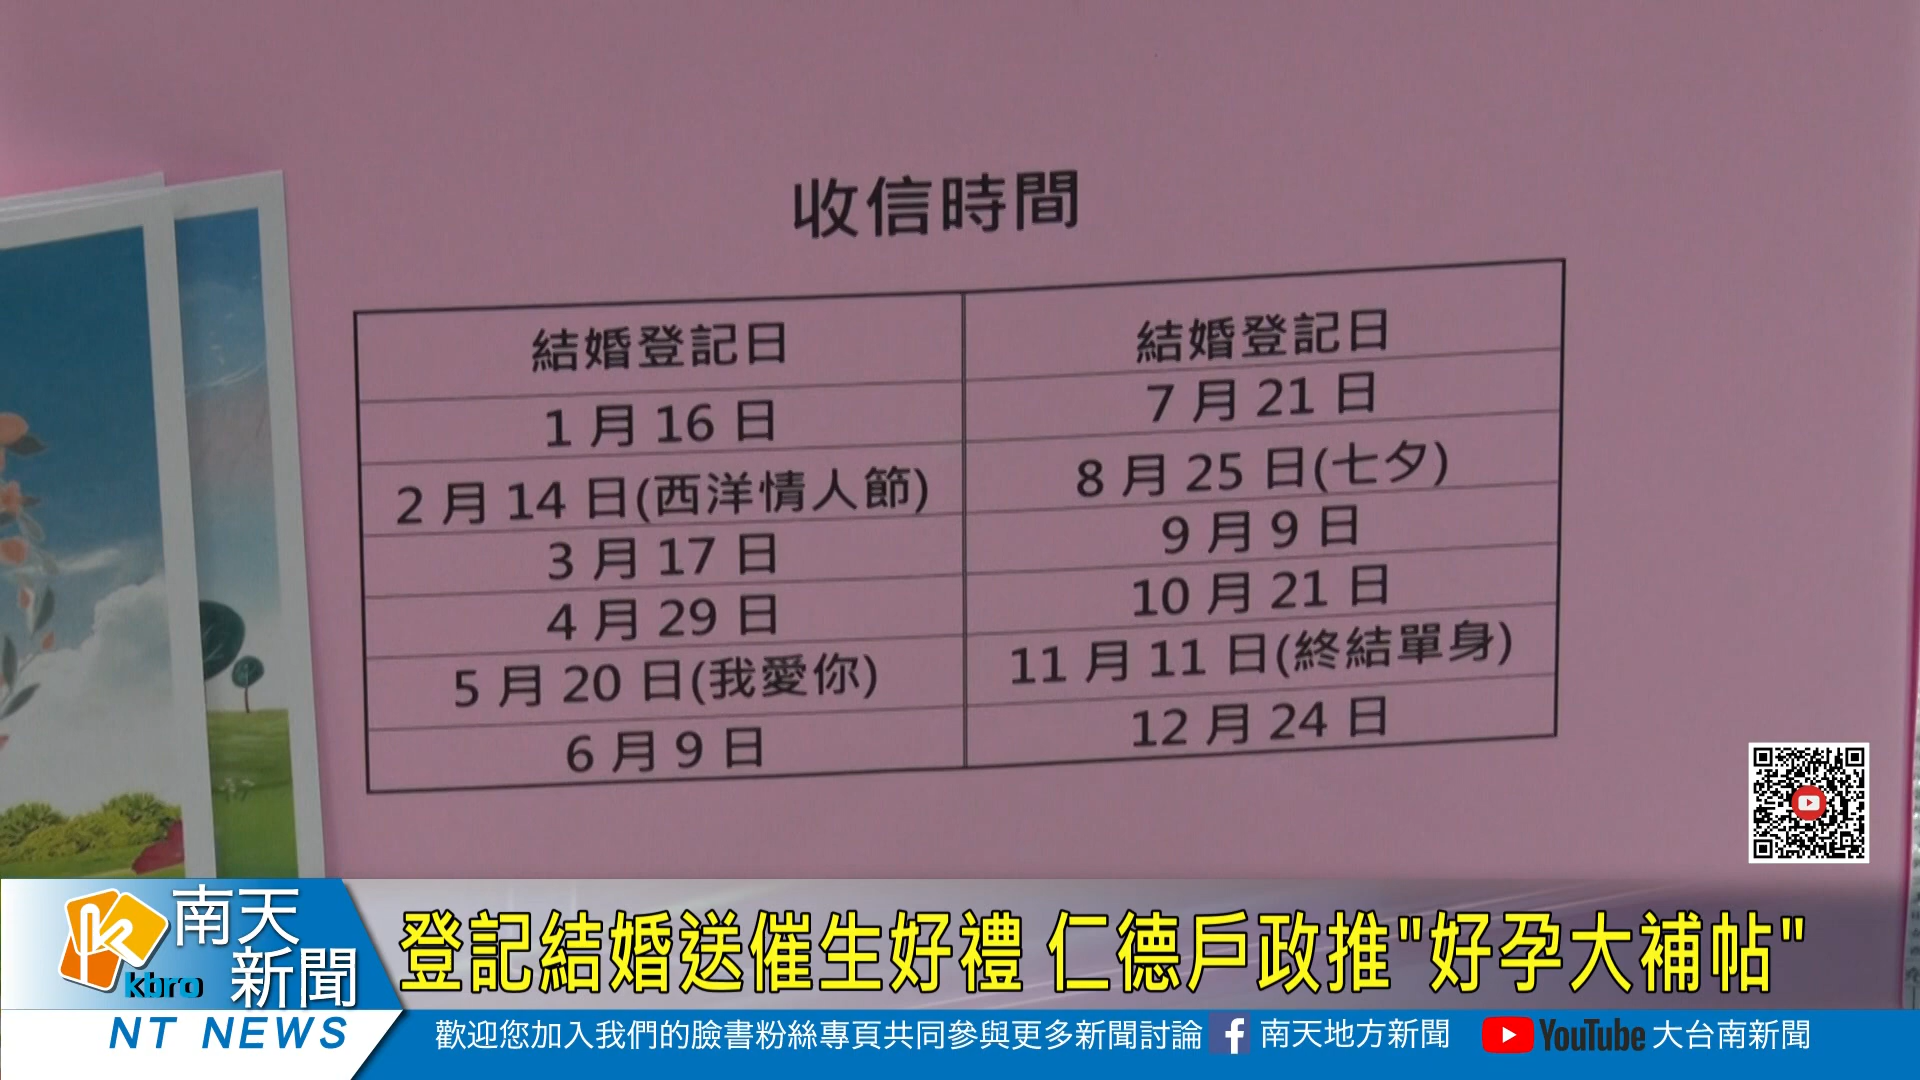 收信時間
結婚登記日
1月16日
2月14日(西洋情人節)
3月17日
4月29日
5月20日(我愛你)
6月9日
結婚登記日
7月21日
8月25日(七夕)
9月9日
10月21日
11月11日(終結單身)
12月24日
南天
新聞
kbro
NT NEWS
登記結婚送催生好禮 仁德戶政推"好孕大補帖"
歡迎您加入我們的臉書粉絲專頁共同參與更多新聞討論 f 南天地方新聞 YouTube 大台南新聞